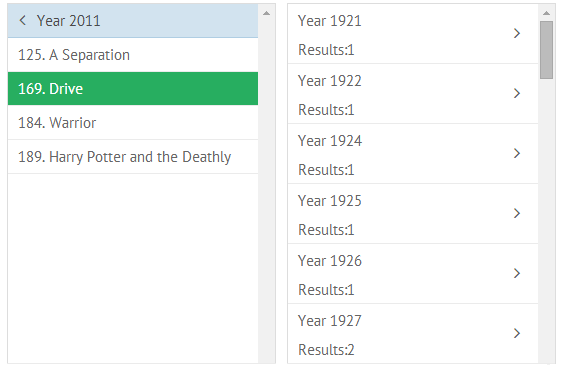 Year 2011
125. A Separation
169. Drive
184. Warrior
189. Harry Potter and the Deathly
Year 1921
Results:1
Year 1922
Results:1
Year 1924
Results:1
Year 1925
Results:1
Year 1926
Results:1
Year 1927
Results:2